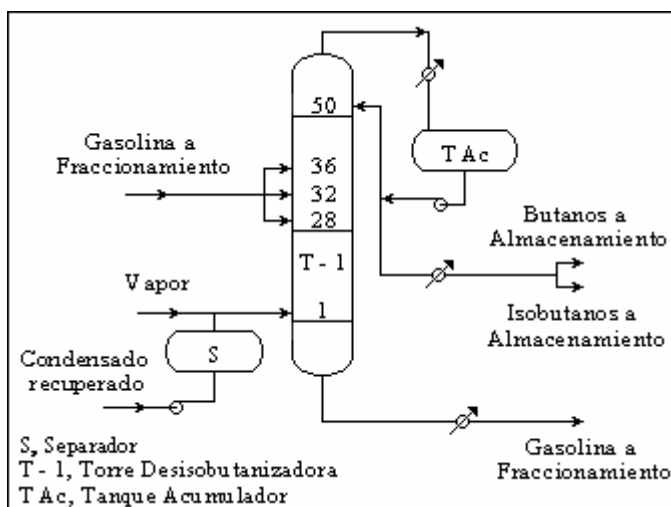 50
Gasolina a
Fraccionamiento
36
32
28
T Ac
Butanos a
Almacenamiento
T - 1
Vapor
1
Isobutanos a
Almacenamiento
S
Condensado
recuperado
S, Separador
T - 1, Torre Desisobutanizadora
T Ac, Tanque Acumulador
Gasolina a
Fraccionamiento